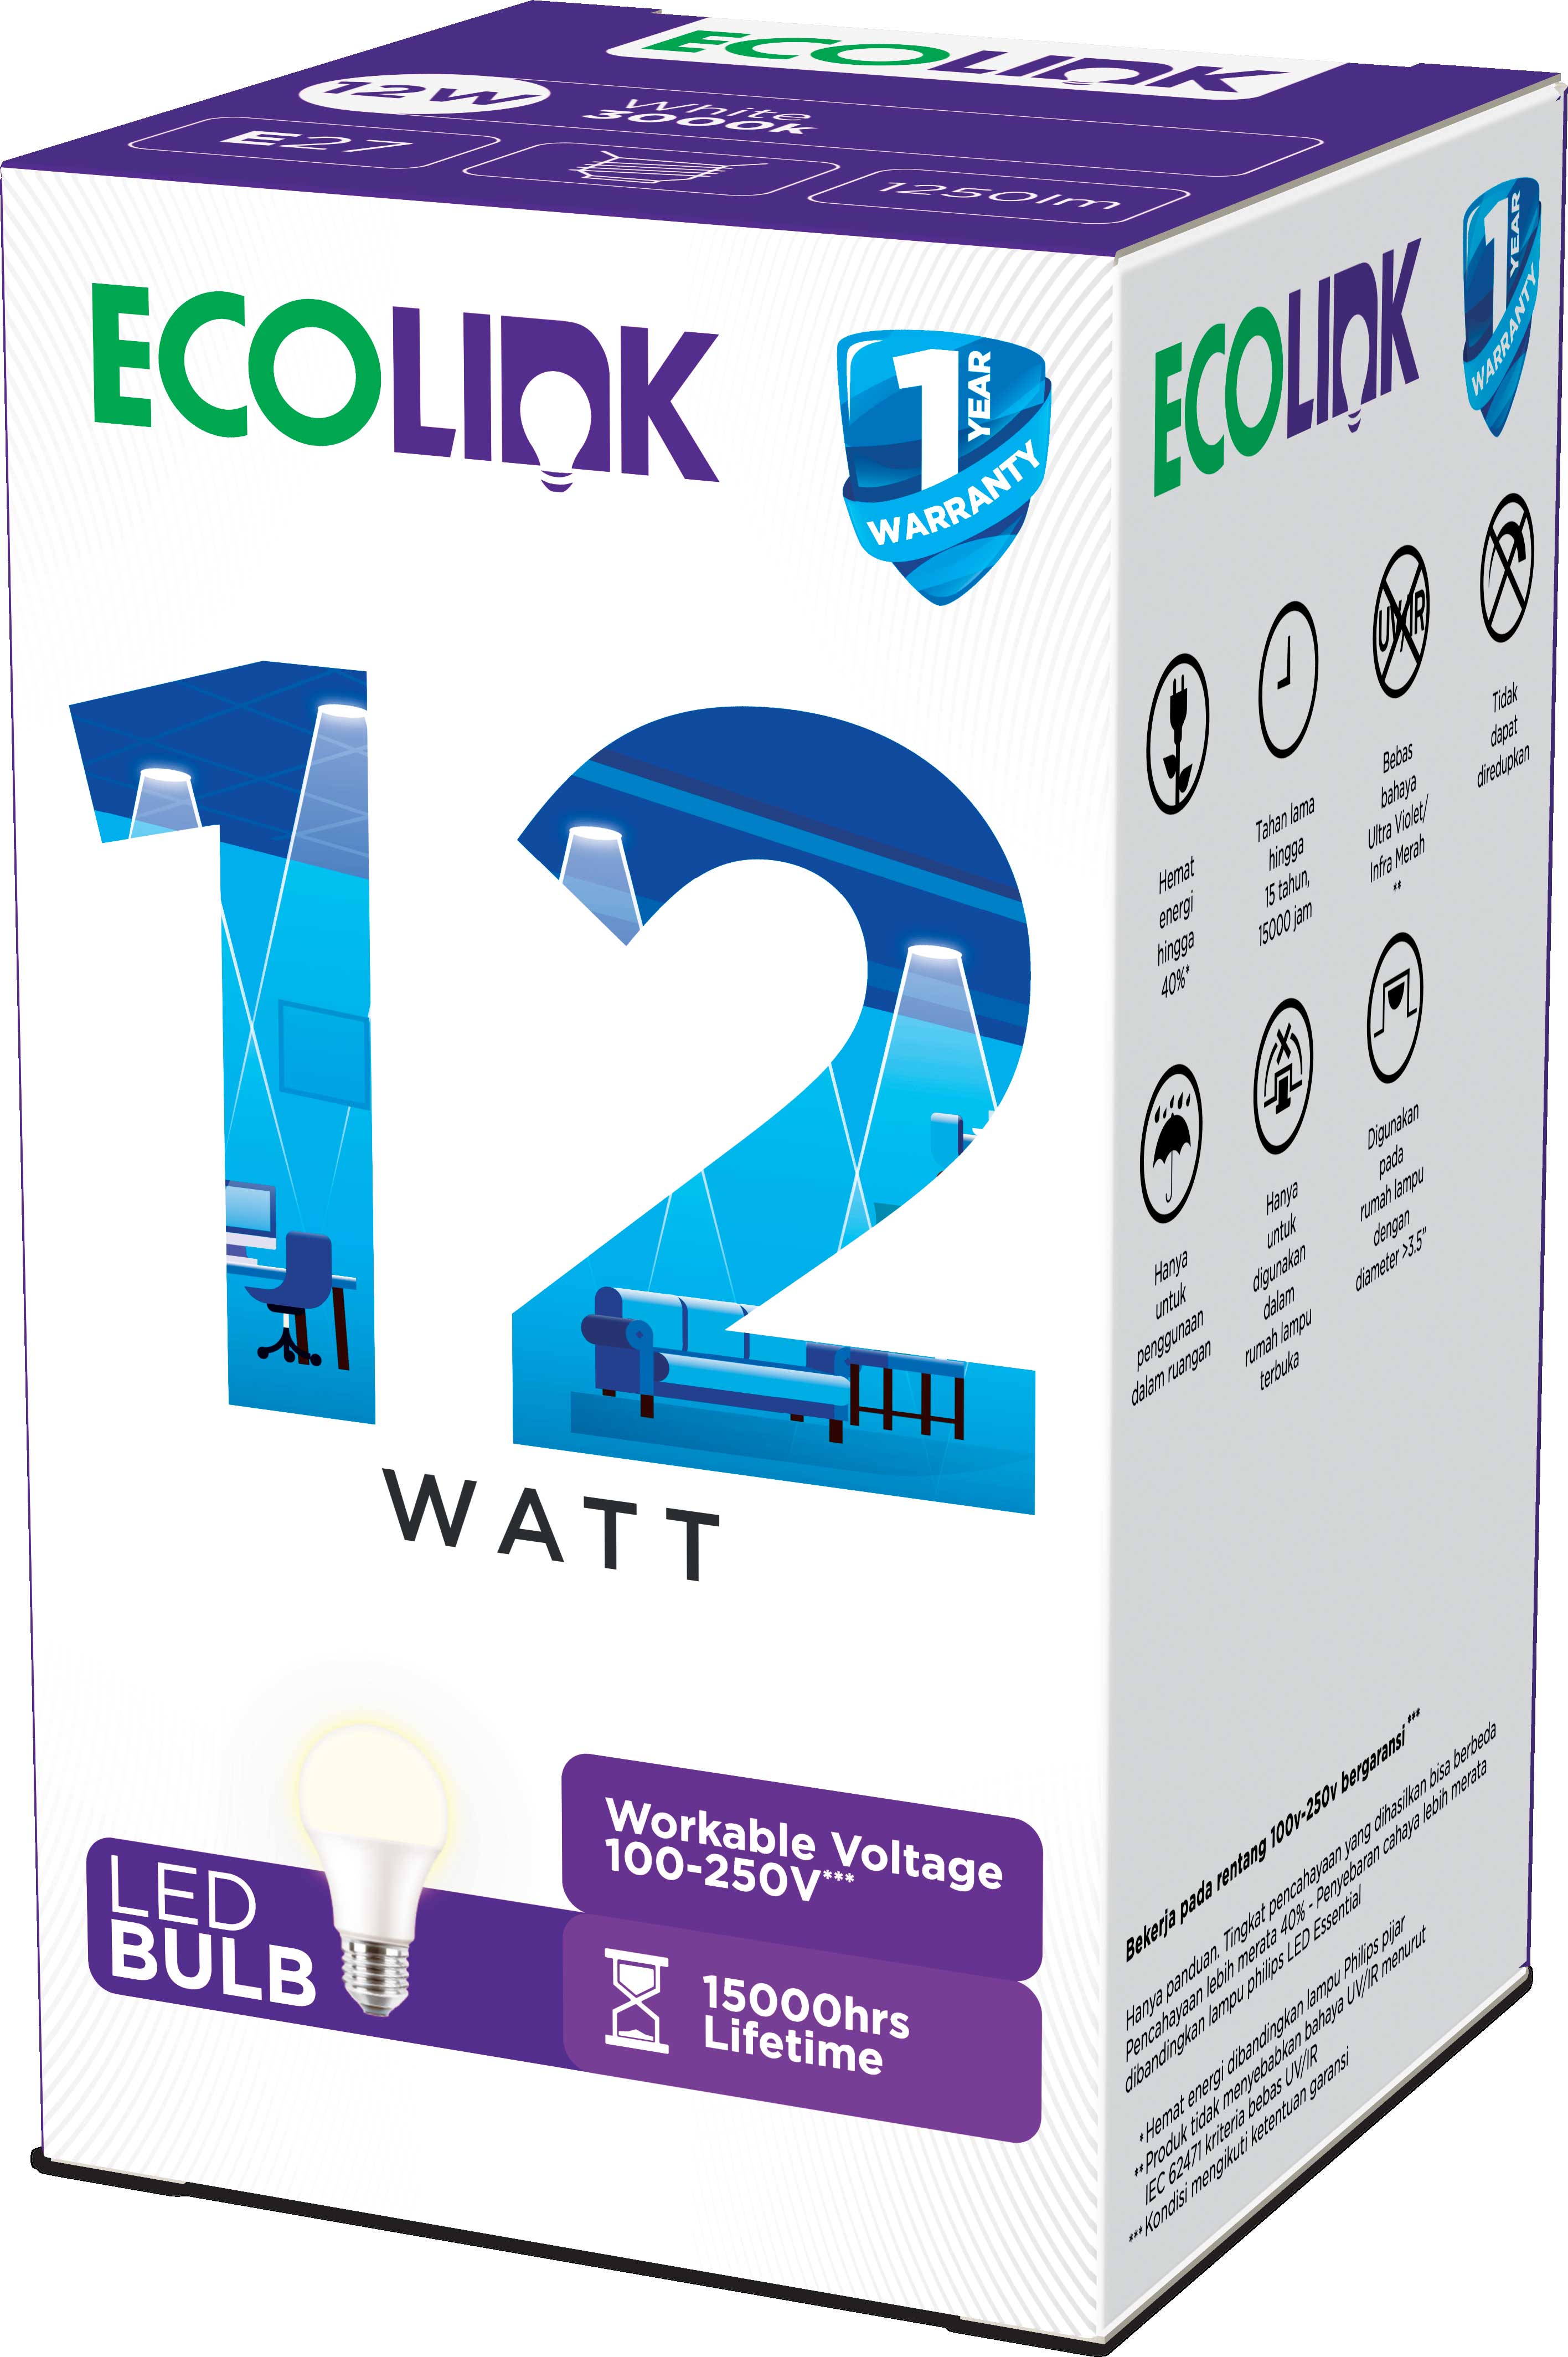 ECOLINK
12W
White
3000K
E27
1250lm
ECOLINK
1
YEAR
WARRANTY
12
WATT
LED
BULB
Workable Voltage
100-250V***
15000hrs
Lifetime
ECOLINK
1
YEAR
WARRANTY
Hemat
energi
hingga
40%*
Tahan lama
hingga
15 tahun,
15000 jam
UV/IR
Bebas
bahaya
Ultra Violet/
Infra Merah
**
Tidak
dapat
diredupkan
Hanya
untuk
penggunaan
dalam ruangan
Hanya
untuk
digunakan
dalam
rumah lampu
terbuka
Digunakan
pada
rumah lampu
dengan
diameter >3.5"
Bekerja pada rentang 100v-250v bergaransi***
Hanya panduan. Tingkat pencahayaan yang dihasilkan bisa berbeda
Pencahayaan lebih merata 40% - Penyebaran cahaya lebih merata
dibandingkan lampu philips LED Essential
*Hemat energi dibandingkan lampu Philips pijar
**Produk tidak menyebabkan bahaya UV/IR menurut
IEC 62471 kriteria bebas UV/IR
***Kondisi mengikuti ketentuan garansi